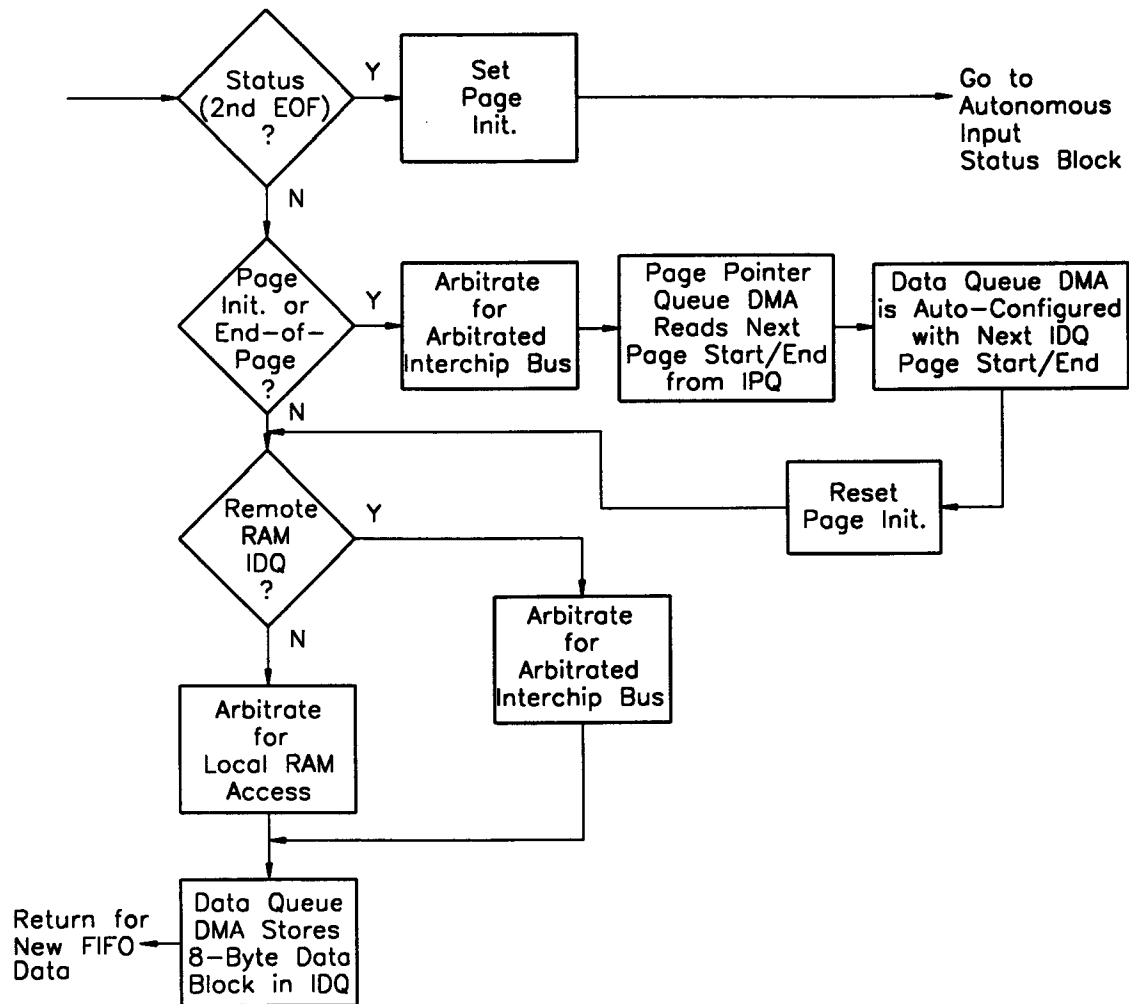 Status
(2nd EOF)
?
Y
Set
Page
Init.
Go to
Autonomous
Input
Status Block
N
Page
Init. or
End-of-
Page
?
Y
Arbitrate
for
Arbitrated
Interchip Bus
Page Pointer
Queue DMA
Reads Next
Page Start/End
from IPQ
Data Queue DMA
is Auto-Configured
with Next IDQ
Page Start/End
N
Reset
Page Init.
Remote
RAM
IDQ
?
Y
N
Arbitrate
for
Arbitrated
Interchip Bus
Arbitrate
for
Local RAM
Access
Data Queue
DMA Stores
8-Byte Data
Block in IDQ
Return for
New FIFO
Data